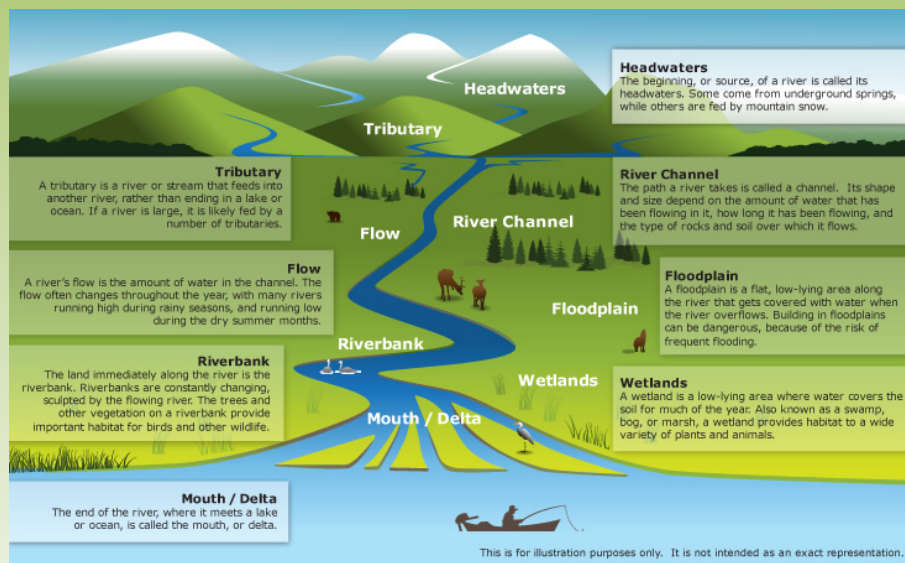 Headwaters
Headwaters
The beginning, or source, of a river is called its
headwaters. Some come from underground springs,
while others are fed by mountain snow.
Tributary
Tributary
A tributary is a river or stream that feeds into
another river, rather than ending in a lake or
ocean. If a river is large, it is likely fed by a
number of tributaries.
River Channel
The path a river takes is called a channel.  Its shape
and size depend on the amount of water that has
been flowing in it, how long it has been flowing, and
the type of rocks and soil over which it flows.
River Channel
Flow
Flow
A river's flow is the amount of water in the channel. The
flow often changes throughout the year, with many rivers
running high during rainy seasons, and running low
during the dry summer months.
Floodplain
A floodplain is a flat, low-lying area along
the river that gets covered with water when
the river overflows. Building in floodplains
can be dangerous, because of the risk of
frequent flooding.
Floodplain
Riverbank
Riverbank
The land immediately along the river is the
riverbank. Riverbanks are constantly changing,
sculpted by the flowing river. The trees and
other vegetation on a riverbank provide
important habitat for birds and other wildlife.
Wetlands
Wetlands
A wetland is a low-lying area where water covers the
soil for much of the year. Also known as a swamp,
bog, or marsh, a wetland provides habitat to a wide
variety of plants and animals.
Mouth / Delta
Mouth / Delta
The end of the river, where it meets a lake
or ocean, is called the mouth, or delta.
This is for illustration purposes only.  It is not intended as an exact representation.